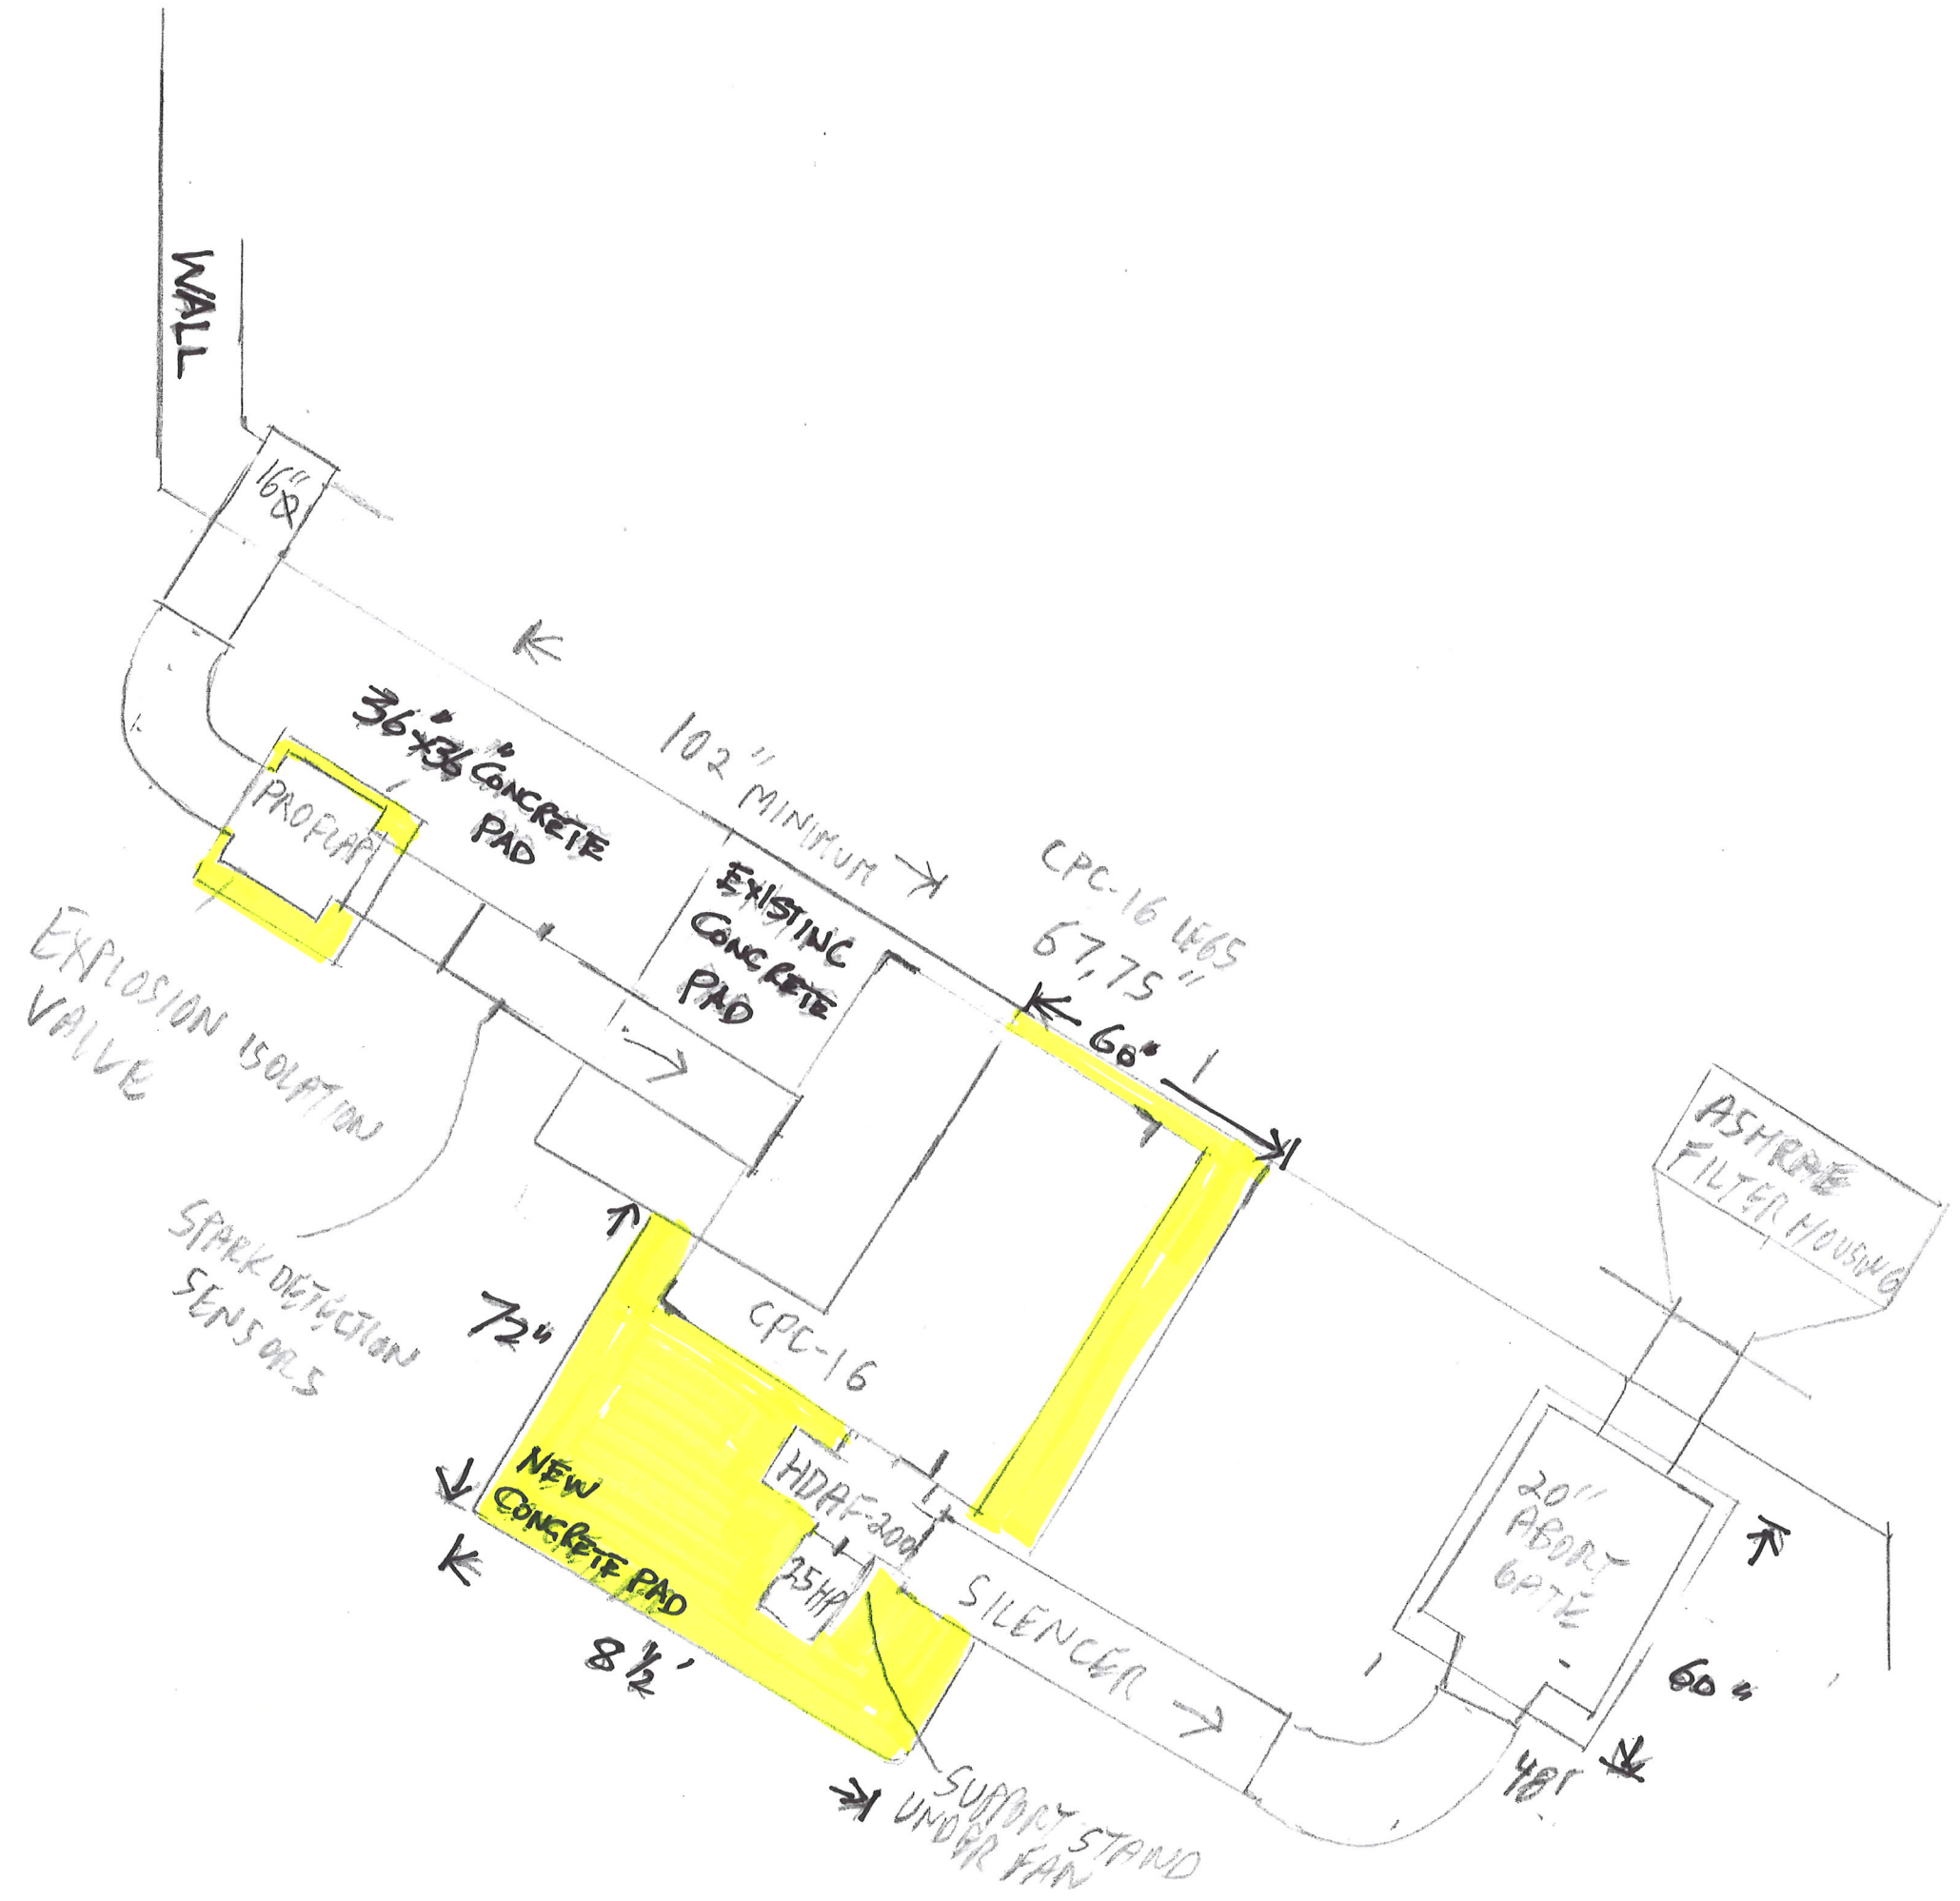 WALL
16"Ø
36"x36" CONCRETE
PAD
PROFLAP
102" MINIMUM
EXISTING
CONCRETE
PAD
CPC-16 LEGS
67.75"
60"
EXPLOSION ISOLATION
VALVE
SPARK DETECTION
SENSORS
72"
CPC-16
ASHRAE
FILTER HOUSING
NEW
CONCRETE PAD
8½'
HDAF-200
25HP
SILENCER
20"
ABORT
GATE
60"
48"
SUPPORT STAND
UNDER FAN